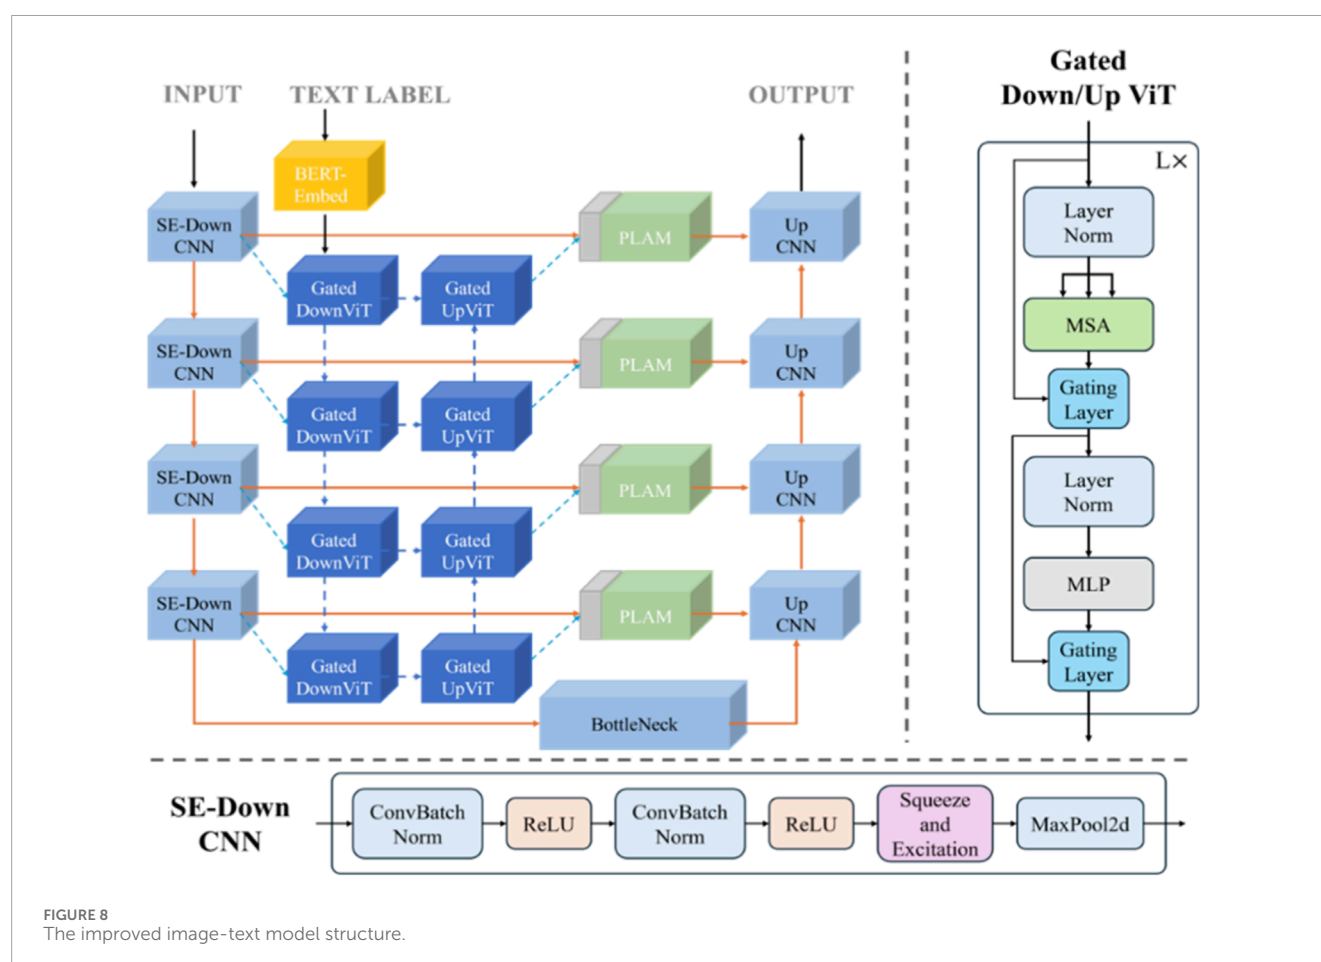 INPUT
TEXT LABEL
OUTPUT
BERT-
Embed
SE-Down
CNN
PLAM
Up
CNN
Gated
DownViT
Gated
UpViT
SE-Down
CNN
PLAM
Up
CNN
Gated
DownViT
Gated
UpViT
SE-Down
CNN
PLAM
Up
CNN
Gated
DownViT
Gated
UpViT
SE-Down
CNN
PLAM
Up
CNN
Gated
DownViT
Gated
UpViT
BottleNeck
Gated
Down/Up ViT
L×
Layer
Norm
MSA
Gating
Layer
Layer
Norm
MLP
Gating
Layer
SE-Down
CNN
ConvBatch
Norm
ReLU
ConvBatch
Norm
ReLU
Squeeze
and
Excitation
MaxPool2d
FIGURE 8
The improved image-text model structure.